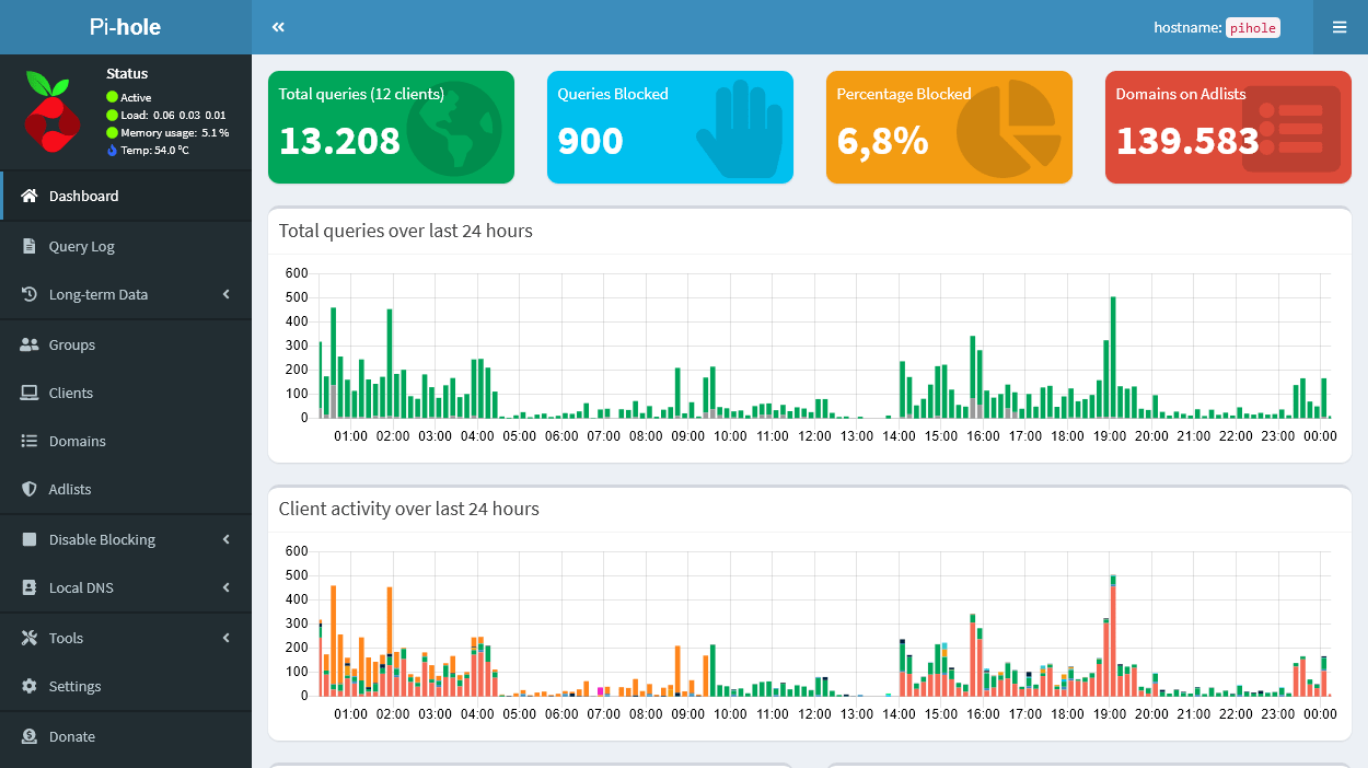 Pi-hole
hostname: pihole
Status
Active
Load: 0.06 0.03 0.01
Memory usage: 5.1 %
Temp: 54.0 °C
Dashboard
Query Log
Long-term Data
Groups
Clients
Domains
Adlists
Disable Blocking
Local DNS
Tools
Settings
Donate
Total queries (12 clients)
13.208
Queries Blocked
900
Percentage Blocked
6,8%
Domains on Adlists
139.583
Total queries over last 24 hours
600
500
400
300
200
100
0
01:00 02:00 03:00 04:00 05:00 06:00 07:00 08:00 09:00 10:00 11:00 12:00 13:00 14:00 15:00 16:00 17:00 18:00 19:00 20:00 21:00 22:00 23:00 00:00
Client activity over last 24 hours
600
500
400
300
200
100
0
01:00 02:00 03:00 04:00 05:00 06:00 07:00 08:00 09:00 10:00 11:00 12:00 13:00 14:00 15:00 16:00 17:00 18:00 19:00 20:00 21:00 22:00 23:00 00:00